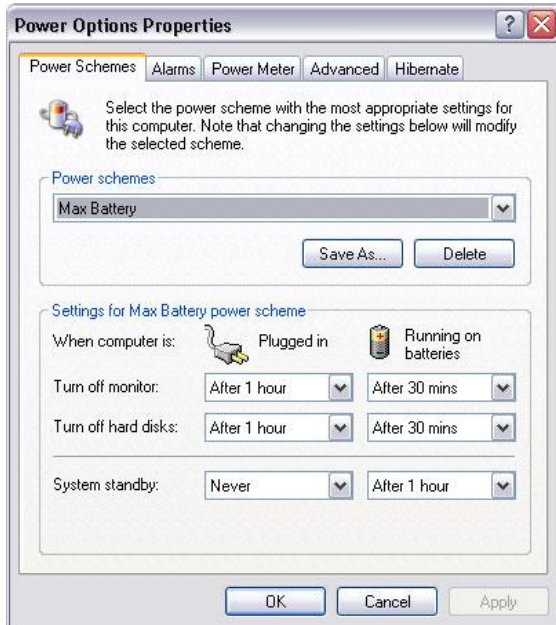 Power Options Properties
Power Schemes Alarms Power Meter Advanced Hibernate
Select the power scheme with the most appropriate settings for
this computer. Note that changing the settings below will modify
the selected scheme.
Power schemes
Max Battery
Save As... Delete
Settings for Max Battery power scheme
When computer is: Plugged in Running on
batteries
Turn off monitor: After 1 hour After 30 mins
Turn off hard disks: After 1 hour After 30 mins
System standby: Never After 1 hour
OK Cancel Apply